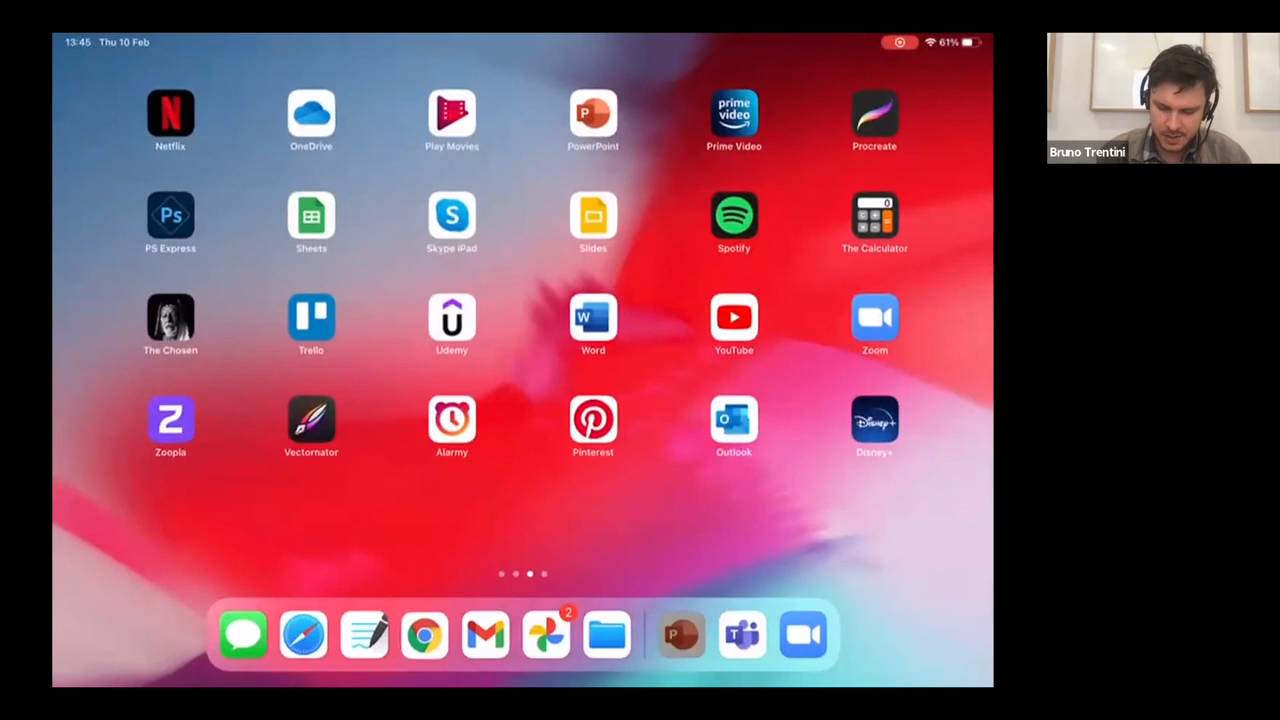 13:45 Thu 10 Feb
61%
N
P
prime
video
Netflix
OneDrive
Play Movies
PowerPoint
Prime Video
Procreate
Bruno Trentini
Ps
S
0
PS Express
Sheets
Skype iPad
Slides
Spotify
The Calculator
U
W
The Chosen
Trello
Udemy
Word
YouTube
Zoom
Z
O
Disney+
Zoopla
Vectornator
Alarmy
Pinterest
Outlook
Disney+
2
P
T